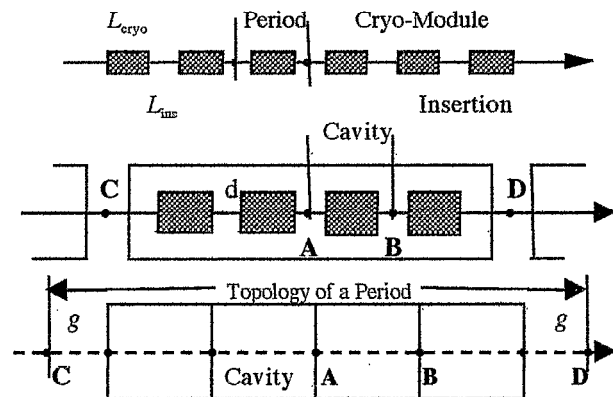 L_cryo Period Cryo-Module
L_ins Insertion
Cavity
C d D
A B
Topology of a Period
g g
C Cavity A B D